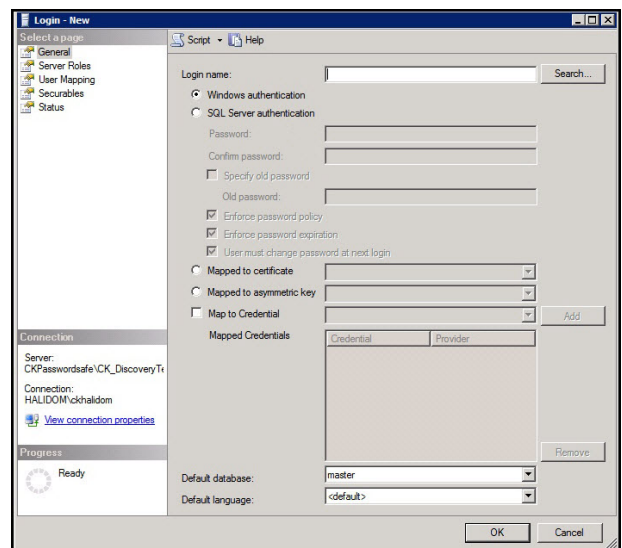 Login - New
Select a page
General
Server Roles
User Mapping
Securables
Status
Script
Help
Login name:
Search...
Windows authentication
SQL Server authentication
Password:
Confirm password:
Specify old password
Old password:
Enforce password policy
Enforce password expiration
User must change password at next login
Mapped to certificate
Mapped to asymmetric key
Map to Credential
Add
Mapped Credentials
Credential
Provider
Remove
Connection
Server:
CKPasswordsafe\CK_DiscoveryTe
Connection:
HALIDOM\ckhalidom
View connection properties
Progress
Ready
Default database:
master
Default language:
<default>
OK
Cancel